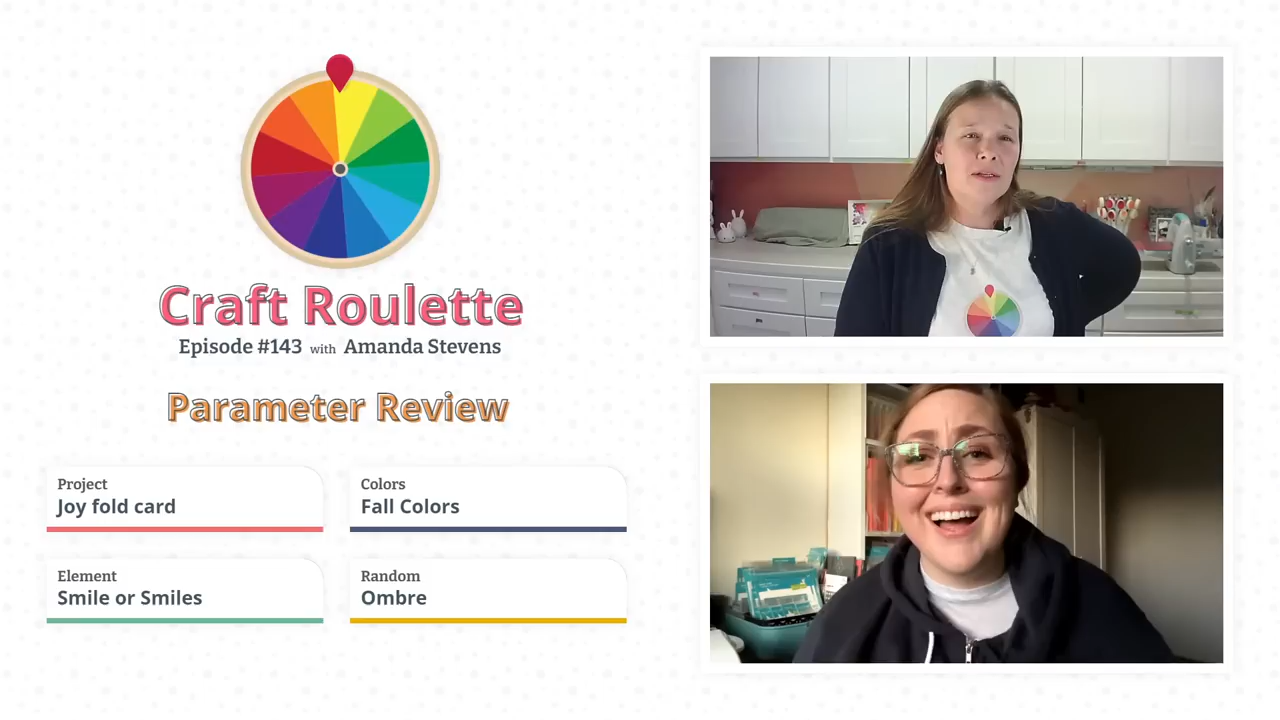 Craft Roulette
Episode #143 with Amanda Stevens
Parameter Review
Project
Joy fold card
Colors
Fall Colors
Element
Smile or Smiles
Random
Ombre